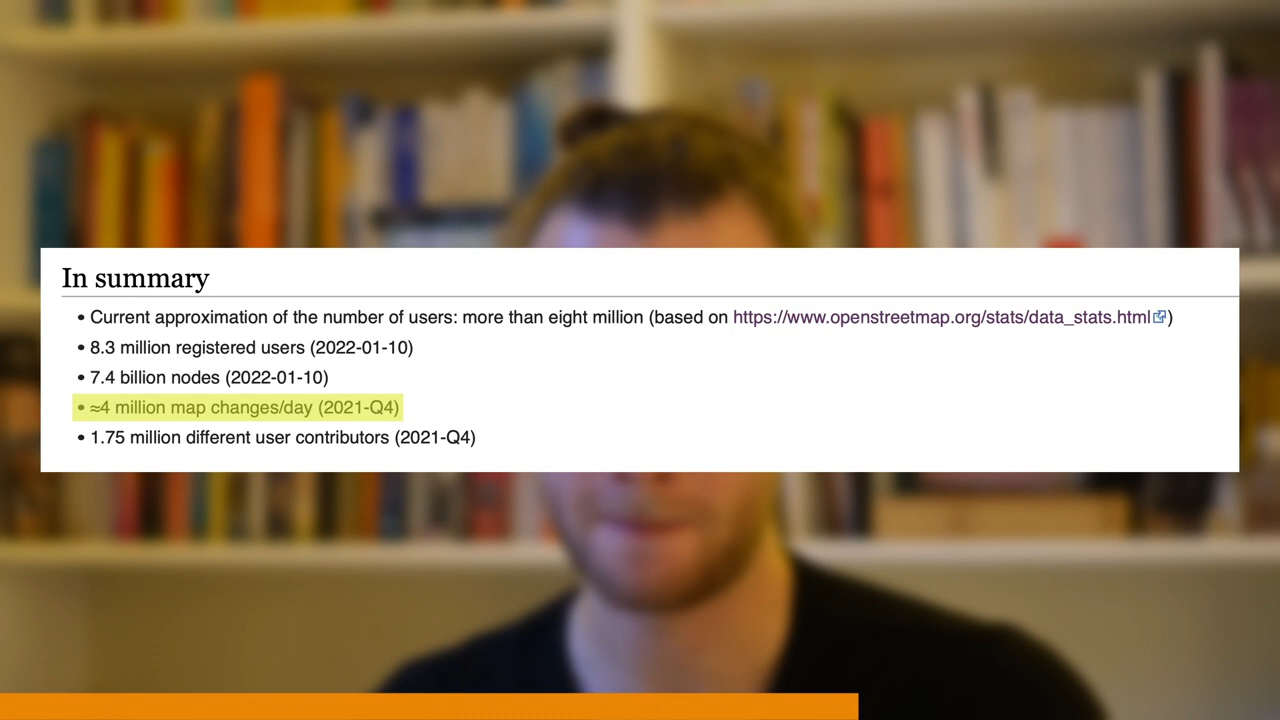 In summary
• Current approximation of the number of users: more than eight million (based on https://www.openstreetmap.org/stats/data_stats.html)
• 8.3 million registered users (2022-01-10)
• 7.4 billion nodes (2022-01-10)
• ≈4 million map changes/day (2021-Q4)
• 1.75 million different user contributors (2021-Q4)